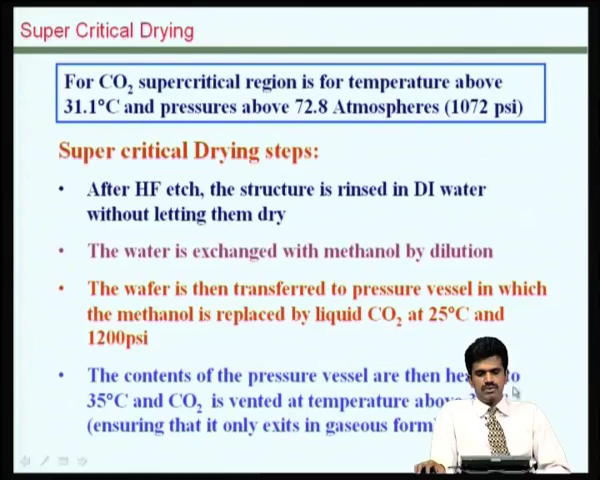 Super Critical Drying
For CO₂ supercritical region is for temperature above
31.1°C and pressures above 72.8 Atmospheres (1072 psi)
Super critical Drying steps:
• After HF etch, the structure is rinsed in DI water
without letting them dry
• The water is exchanged with methanol by dilution
• The wafer is then transferred to pressure vessel in which
the methanol is replaced by liquid CO₂ at 25°C and
1200psi
• The contents of the pressure vessel are then
35°C and CO₂ is vented at temperature
(ensuring that it only exits in gaseous form